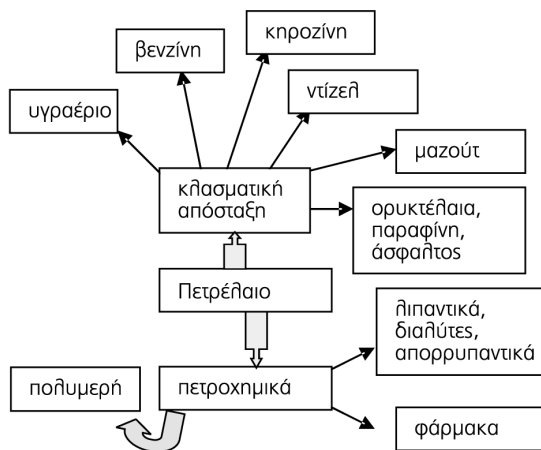 κηροζίνη
βενζίνη
ντίζελ
υγραέριο
μαζούτ
κλασματική
απόσταξη
ορυκτέλαια,
παραφίνη,
άσφαλτος
Πετρέλαιο
λιπαντικά,
διαλύτες,
απορρυπαντικά
πολυμερή
πετροχημικά
φάρμακα